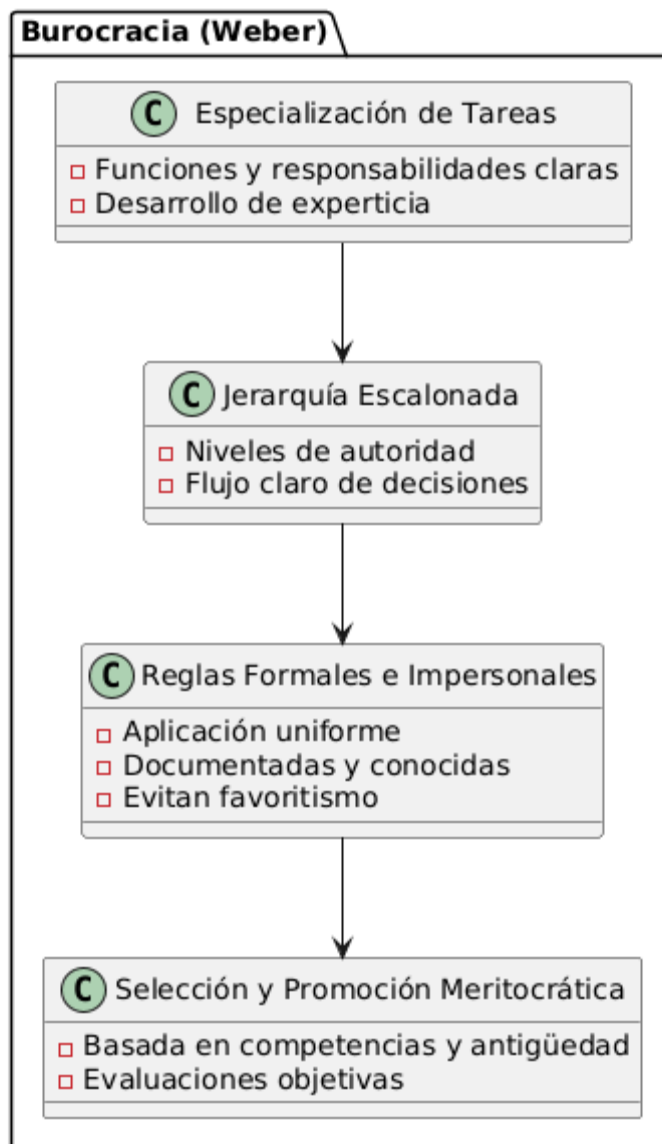 Burocracia (Weber)
C Especialización de Tareas
Funciones y responsabilidades claras
Desarrollo de experticia
C Jerarquía Escalonada
Niveles de autoridad
Flujo claro de decisiones
C Reglas Formales e Impersonales
Aplicación uniforme
Documentadas y conocidas
Evitan favoritismo
C Selección y Promoción Meritocrática
Basada en competencias y antigüedad
Evaluaciones objetivas